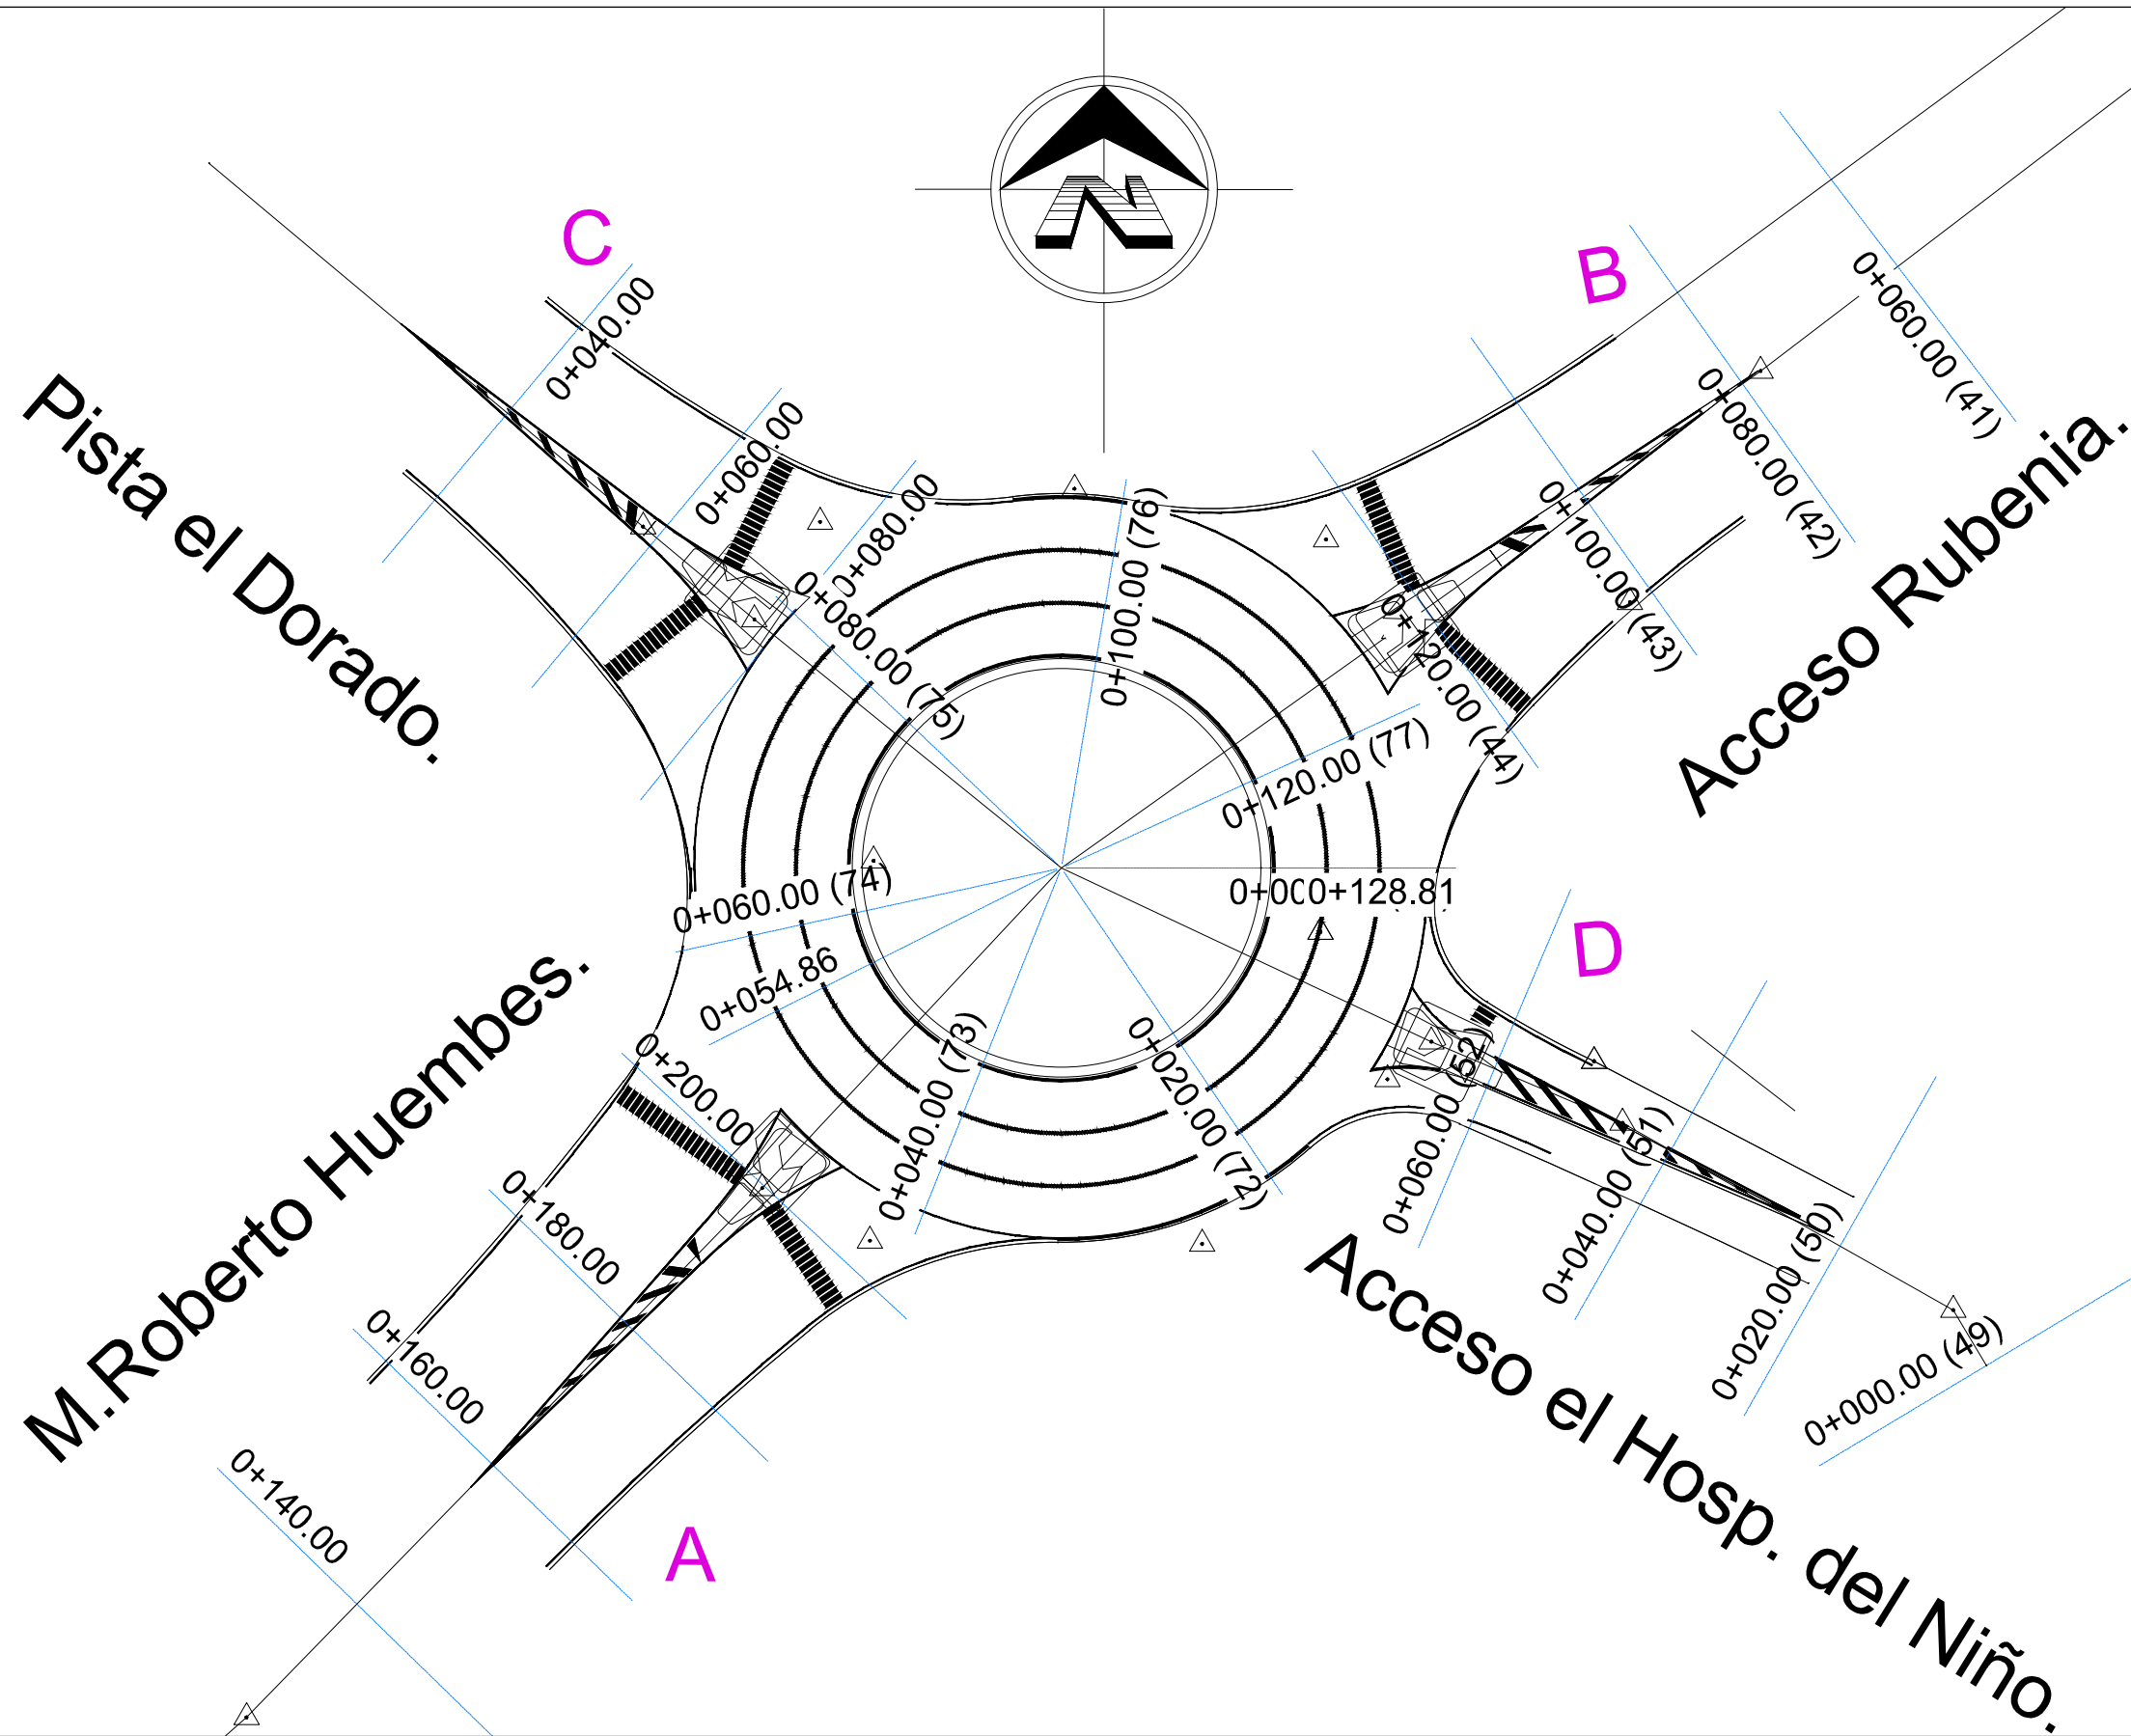 N
C
B
0+040.00
0+060.00 (41)
Pista el Dorado.
0+060.00
0+080.00 (42)
Acceso Rubenia.
0+080.00
0+100.00 (43)
0+080.00 (75)
0+100.00 (76)
0+120.00 (44)
0+120.00 (77)
0+060.00 (74)
0+00
0+128.81
D
0+054.86
M.Roberto Huembes.
0+200.00
0+040.00 (73)
0+020.00 (72)
0+060.00 (52)
0+040.00 (51)
0+020.00 (50)
0+000.00 (49)
0+180.00
0+160.00
0+140.00
Acceso el Hosp. del Niño.
A